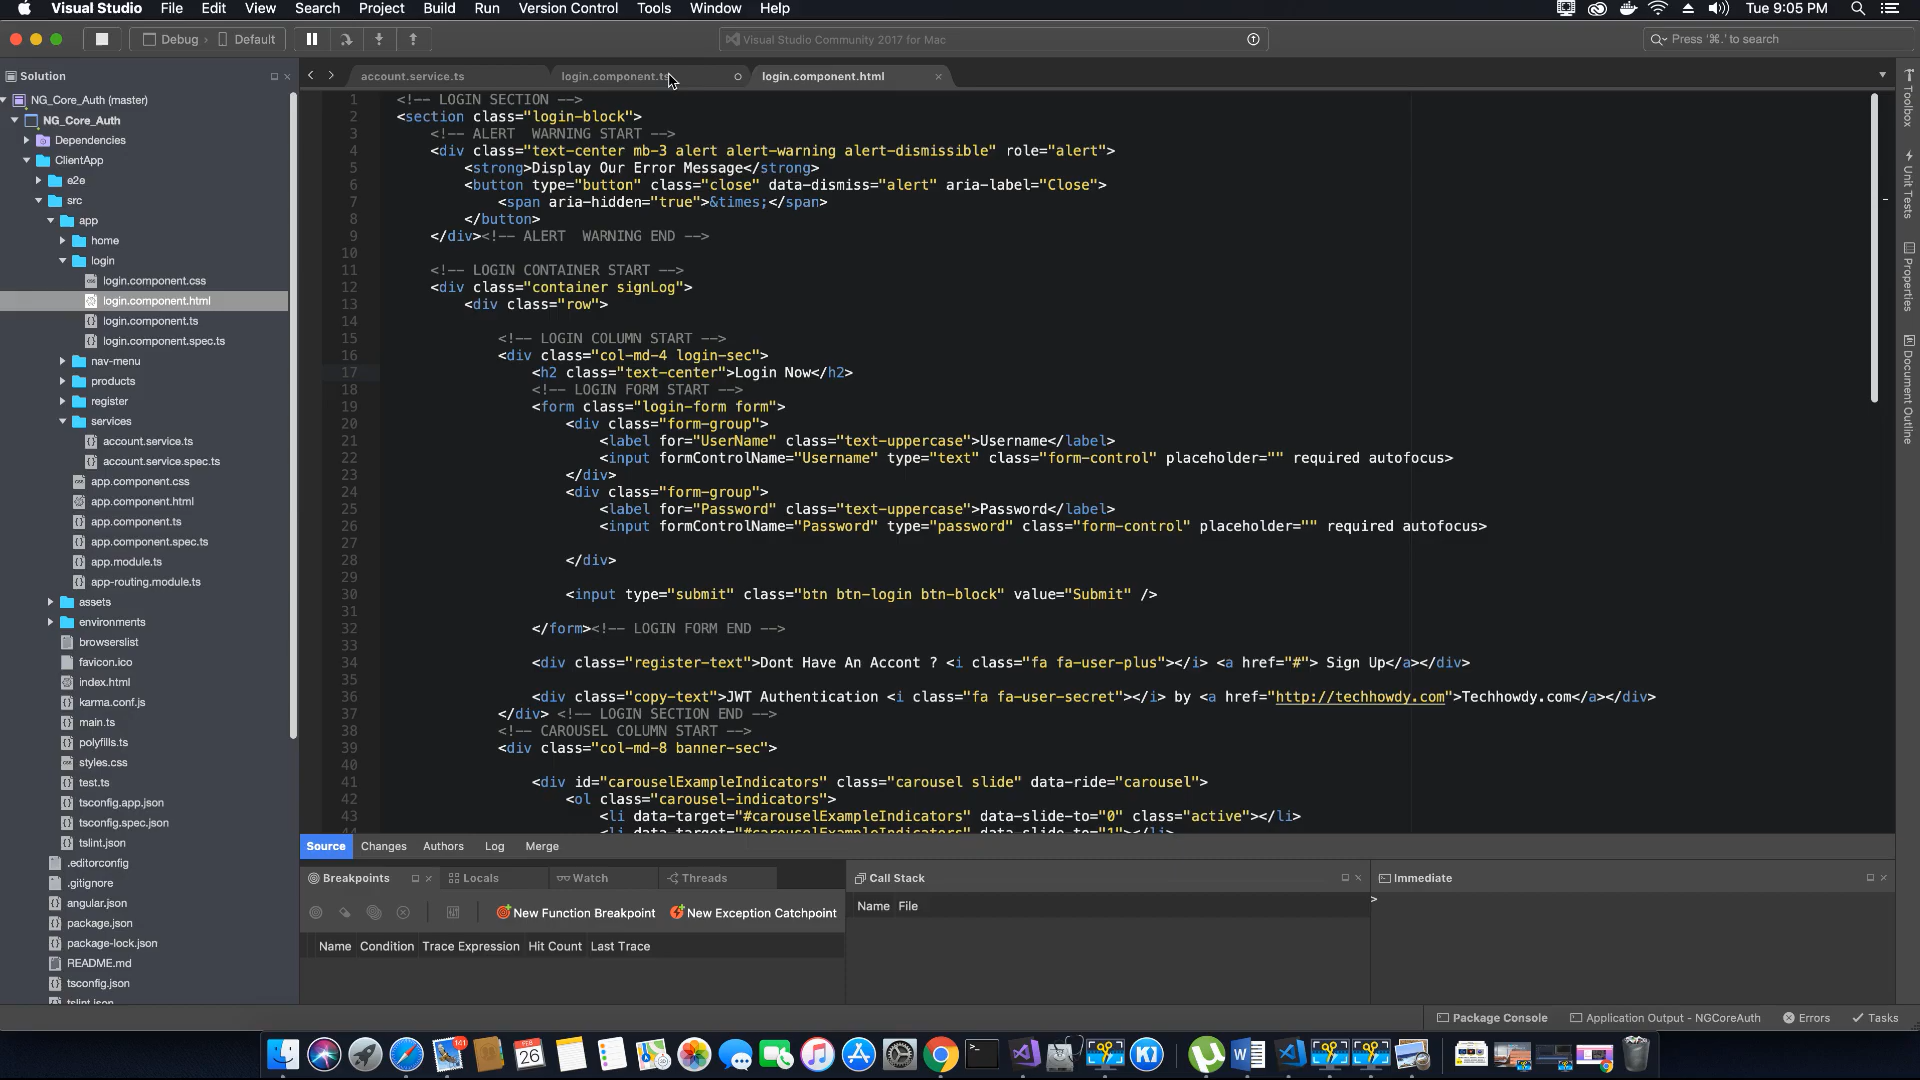 Visual Studio File Edit View Search Project Build Run Version Control Tools Window Help Tue 9:05 PM
Debug › Default Visual Studio Community 2017 for Mac Press '⌘.' to search
Solution
NG_Core_Auth (master)
NG_Core_Auth
Dependencies
ClientApp
e2e
src
app
home
login
login.component.css
login.component.html
login.component.ts
login.component.spec.ts
nav-menu
products
register
services
account.service.ts
account.service.spec.ts
app.component.css
app.component.html
app.component.ts
app.component.spec.ts
app.module.ts
app-routing.module.ts
assets
environments
browserslist
favicon.ico
index.html
karma.conf.js
main.ts
polyfills.ts
styles.css
test.ts
tsconfig.app.json
tsconfig.spec.json
tslint.json
.editorconfig
.gitignore
angular.json
package.json
package-lock.json
README.md
tsconfig.json
tslint.json
account.service.ts login.component.ts login.component.html
1 <!-- LOGIN SECTION -->
2 <section class="login-block">
3 <!-- ALERT  WARNING START -->
4 <div class="text-center mb-3 alert alert-warning alert-dismissible" role="alert">
5 <strong>Display Our Error Message</strong>
6 <button type="button" class="close" data-dismiss="alert" aria-label="Close">
7 <span aria-hidden="true">&times;</span>
8 </button>
9 </div><!-- ALERT  WARNING END -->
10
11 <!-- LOGIN CONTAINER START -->
12 <div class="container signLog">
13 <div class="row">
14
15 <!-- LOGIN COLUMN START -->
16 <div class="col-md-4 login-sec">
17 <h2 class="text-center">Login Now</h2>
18 <!-- LOGIN FORM START -->
19 <form class="login-form form">
20 <div class="form-group">
21 <label for="UserName" class="text-uppercase">Username</label>
22 <input formControlName="Username" type="text" class="form-control" placeholder="" required autofocus>
23 </div>
24 <div class="form-group">
25 <label for="Password" class="text-uppercase">Password</label>
26 <input formControlName="Password" type="password" class="form-control" placeholder="" required autofocus>
27
28 </div>
29
30 <input type="submit" class="btn btn-login btn-block" value="Submit" />
31
32 </form><!-- LOGIN FORM END -->
33
34 <div class="register-text">Dont Have An Accont ? <i class="fa fa-user-plus"></i> <a href="#"> Sign Up</a></div>
35
36 <div class="copy-text">JWT Authentication <i class="fa fa-user-secret"></i> by <a href="http://techhowdy.com">Techhowdy.com</a></div>
37 </div> <!-- LOGIN SECTION END -->
38 <!-- CAROUSEL COLUMN START -->
39 <div class="col-md-8 banner-sec">
40
41 <div id="carouselExampleIndicators" class="carousel slide" data-ride="carousel">
42 <ol class="carousel-indicators">
43 <li data-target="#carouselExampleIndicators" data-slide-to="0" class="active"></li>
44 <li data-target="#carouselExampleIndicators" data-slide-to="1"></li>
Source Changes Authors Log Merge
Breakpoints Locals Watch Threads Call Stack Immediate
New Function Breakpoint New Exception Catchpoint Name File >
Name Condition Trace Expression Hit Count Last Trace
Package Console Application Output - NGCoreAuth Errors Tasks
Toolbox
Unit Tests
Properties
Document Outline
141
FEB
26